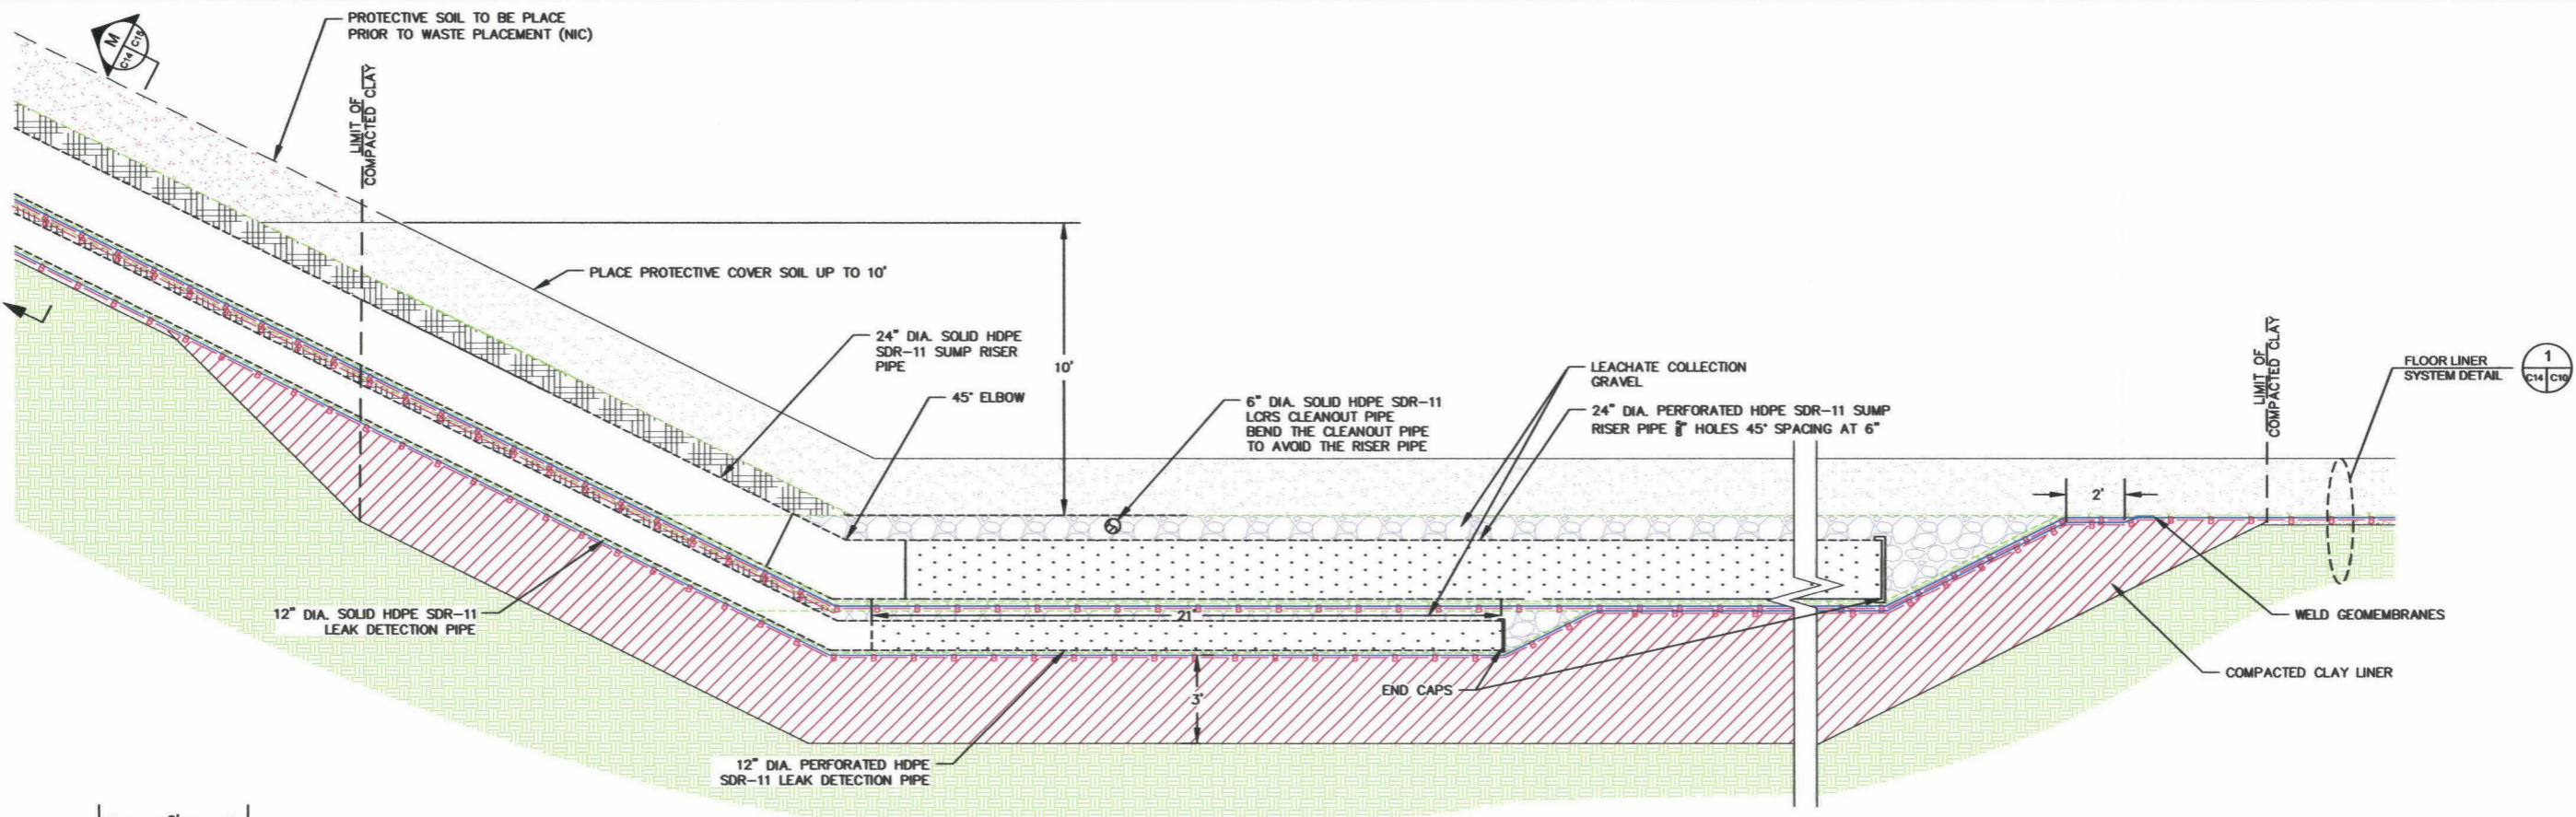 PROTECTIVE SOIL TO BE PLACE
PRIOR TO WASTE PLACEMENT (NIC)
M
C14 C15
LIMIT OF
COMPACTED CLAY
PLACE PROTECTIVE COVER SOIL UP TO 10'
10'
24" DIA. SOLID HDPE
SDR-11 SUMP RISER
PIPE
45° ELBOW
6" DIA. SOLID HDPE SDR-11
LCRS CLEANOUT PIPE
BEND THE CLEANOUT PIPE
TO AVOID THE RISER PIPE
LEACHATE COLLECTION
GRAVEL
24" DIA. PERFORATED HDPE SDR-11 SUMP
RISER PIPE HOLES 45° SPACING AT 6"
LIMIT OF
COMPACTED CLAY
FLOOR LINER
SYSTEM DETAIL
1
C14 C10
2'
12" DIA. SOLID HDPE SDR-11
LEAK DETECTION PIPE
21'
WELD GEOMEMBRANES
COMPACTED CLAY LINER
END CAPS
3'
12" DIA. PERFORATED HDPE
SDR-11 LEAK DETECTION PIPE